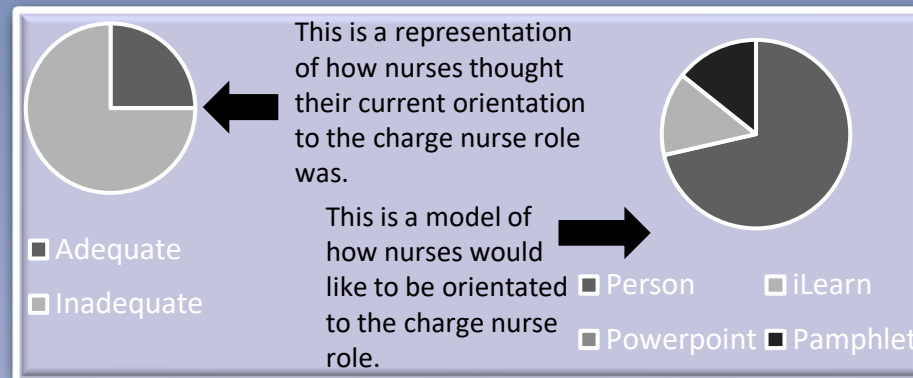 This is a representation
of how nurses thought
their current orientation
to the charge nurse role
was.
Adequate
Inadequate
This is a model of
how nurses would
like to be orientated
to the charge nurse
role.
Person
iLearn
Powerpoint
Pamphlet